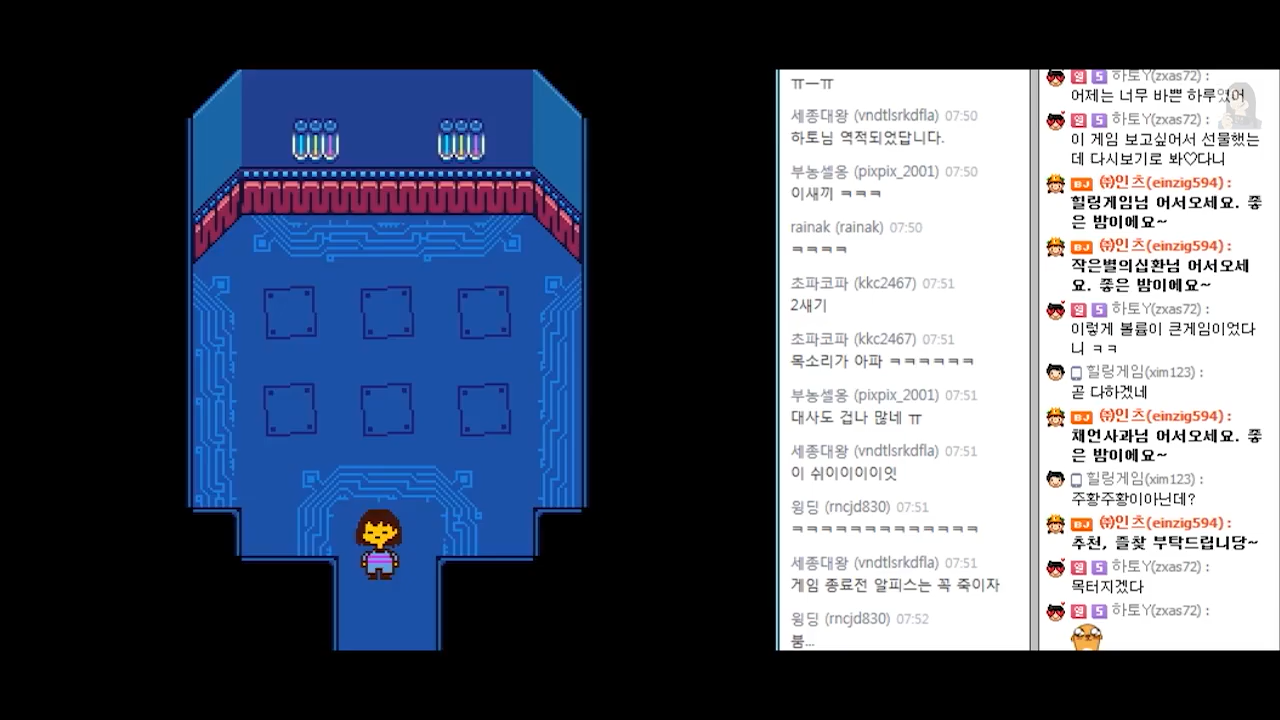 ㅠㅡㅠ
세종대왕 (vndtlsrkdfla) 07:50
하토님 역적되었답니다.
부농셀옹 (pixpix_2001) 07:50
이새끼 ㅋㅋㅋ
rainak (rainak) 07:50
ㅋㅋㅋㅋ
초파코파 (kkc2467) 07:51
2새기
초파코파 (kkc2467) 07:51
목소리가 아파 ㅋㅋㅋㅋㅋㅋ
부농셀옹 (pixpix_2001) 07:51
대사도 겁나 많네 ㅠ
세종대왕 (vndtlsrkdfla) 07:51
이 쉬이이이이잇
윙딩 (rncjd830) 07:51
ㅋㅋㅋㅋㅋㅋㅋㅋㅋㅋㅋㅋㅋ
세종대왕 (vndtlsrkdfla) 07:51
게임 종료전 알피스는 꼭 죽이자
윙딩 (rncjd830) 07:52
붐...
열 5 하토Y(zxas72) :
어제는 너무 바쁜 하루였어
열 5 하토Y(zxas72) :
이 게임 보고싶어서 선물했는
데 다시보기로 봐♡다니
BJ ㈜인츠(einzig594) :
힐링게임님 어서오세요. 좋
은 밤이에요~
BJ ㈜인츠(einzig594) :
작은별의십환님 어서오세
요. 좋은 밤이에요~
열 5 하토Y(zxas72) :
이렇게 볼륨이 큰게임이었다
니 ㅋㅋ
힐링게임(xim123) :
곧 다하겠네
BJ ㈜인츠(einzig594) :
채언사과님 어서오세요. 좋
은 밤이에요~
힐링게임(xim123) :
주황주황이아닌데?
BJ ㈜인츠(einzig594) :
추천, 즐찾 부탁드립니당~
열 5 하토Y(zxas72) :
목터지겠다
열 5 하토Y(zxas72) :